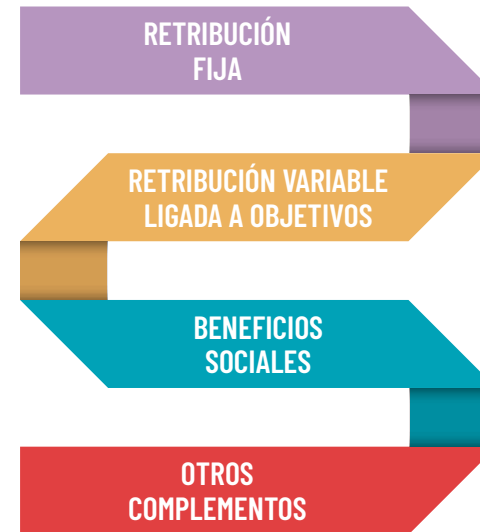 RETRIBUCIÓN
FIJA
RETRIBUCIÓN VARIABLE
LIGADA A OBJETIVOS
BENEFICIOS
SOCIALES
OTROS
COMPLEMENTOS